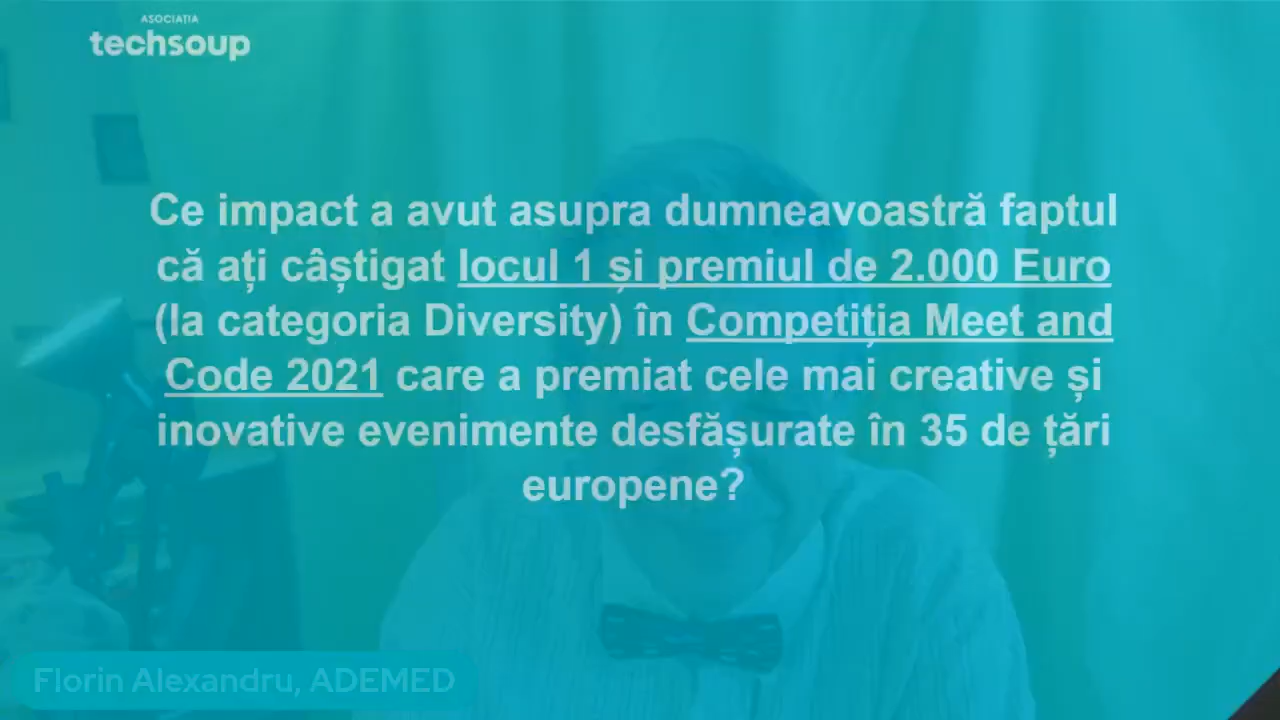 ASOCIAȚIA
techsoup
Ce impact a avut asupra dumneavoastră faptul
că ați câștigat locul 1 și premiul de 2.000 Euro
(la categoria Diversity) în Competiția Meet and
Code 2021 care a premiat cele mai creative și
inovative evenimente desfășurate în 35 de țări
europene?
Florin Alexandru, ADEMED